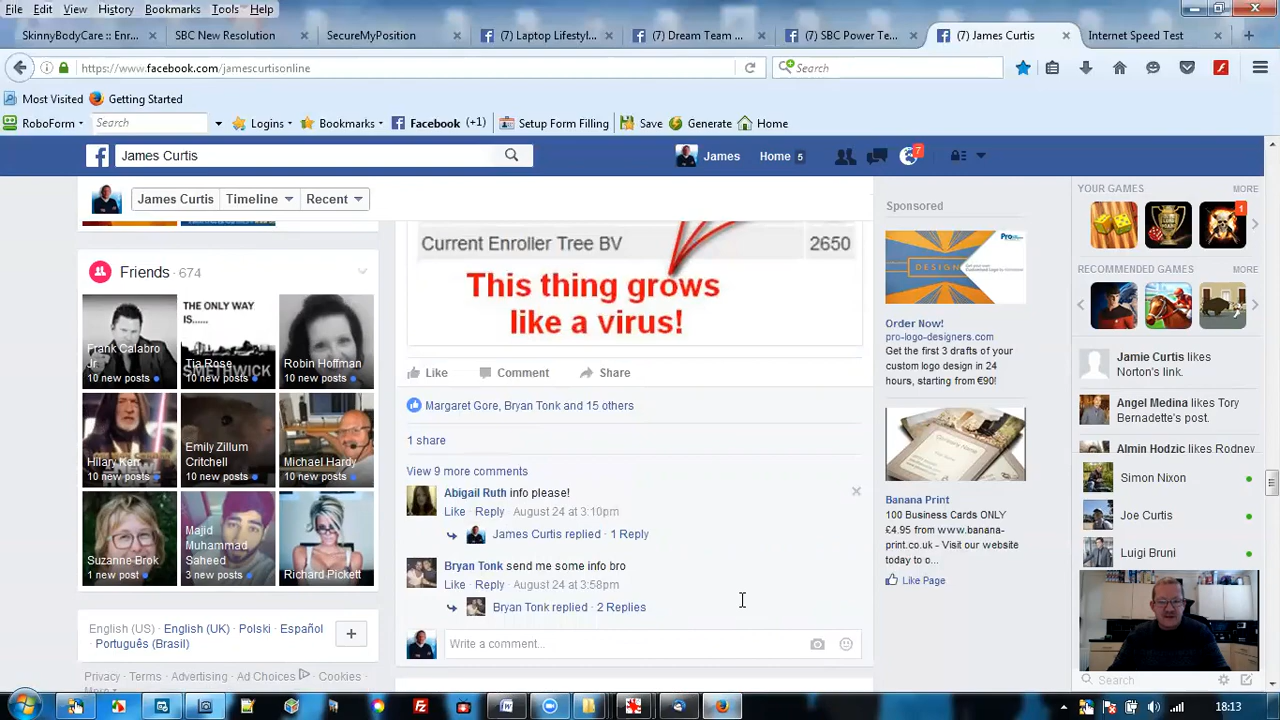 File Edit View History Bookmarks Tools Help
SkinnyBodyCare :: Enr...
SBC New Resolution
SecureMyPosition
(7) Laptop Lifestyl...
(7) Dream Team ...
(7) SBC Power Te...
(7) James Curtis
Internet Speed Test
https://www.facebook.com/jamescurtisonline
Search
Most Visited
Getting Started
RoboForm
Search
Logins
Bookmarks
Facebook (+1)
Setup Form Filling
Save
Generate
Home
James Curtis
James
Home 5
7
James Curtis
Timeline
Recent
Friends · 674
Frank Calabro Jr
10 new posts
THE ONLY WAY IS......
SMETHWICK
Tia Rose
10 new posts
Robin Hoffman
10 new posts
Hilary Kerr
10 new posts
Emily Zillum Critchell
10 new posts
Michael Hardy
10 new posts
Suzanne Brok
1 new post
Majid Muhammad Saheed
3 new posts
Richard Pickett
English (US) · English (UK) · Polski · Español ·
Português (Brasil)
Privacy · Terms · Advertising · Ad Choices · Cookies ·
More
Current Enroller Tree BV 2650
This thing grows
like a virus!
Like
Comment
Share
Margaret Gore, Bryan Tonk and 15 others
1 share
View 9 more comments
Abigail Ruth info please!
Like · Reply · August 24 at 3:10pm
James Curtis replied · 1 Reply
Bryan Tonk send me some info bro
Like · Reply · August 24 at 3:58pm
Bryan Tonk replied · 2 Replies
Write a comment...
Sponsored
DESIGN
Order Now!
pro-logo-designers.com
Get the first 3 drafts of your
custom logo design in 24
hours, starting from €90!
Banana Print
100 Business Cards ONLY
£4.95 from www.banana-
print.co.uk - Visit our website
today to o...
Like Page
YOUR GAMES MORE
1
RECOMMENDED GAMES MORE
Jamie Curtis likes
Norton's link.
Angel Medina likes Tory
Bernadette's post.
Almin Hodzic likes Rodney
Simon Nixon
Joe Curtis
Luigi Bruni
Search
18:13